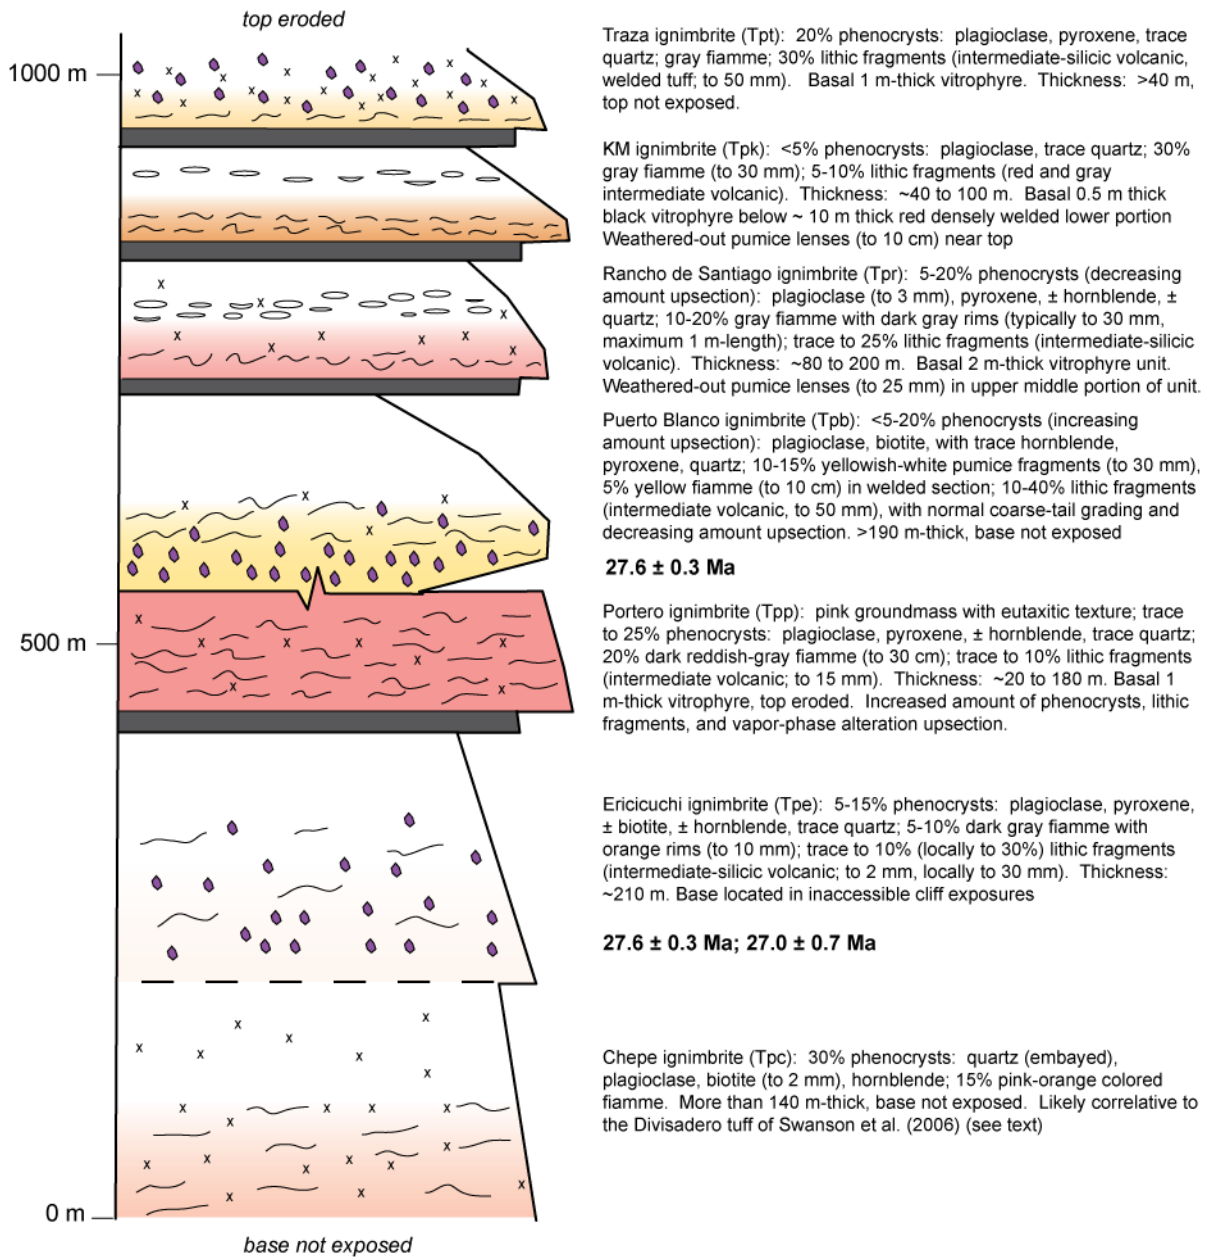 top eroded
1000 m
Traza ignimbrite (Tpt):  20% phenocrysts:  plagioclase, pyroxene, trace
quartz; gray fiamme; 30% lithic fragments (intermediate-silicic volcanic,
welded tuff; to 50 mm).  Basal 1 m-thick vitrophyre.  Thickness:  >40 m,
top not exposed.
KM ignimbrite (Tpk):  <5% phenocrysts:  plagioclase, trace quartz; 30%
gray fiamme (to 30 mm); 5-10% lithic fragments (red and gray
intermediate volcanic).  Thickness:  ~40 to 100 m.  Basal 0.5 m thick
black vitrophyre below ~ 10 m thick red densely welded lower portion
Weathered-out pumice lenses (to 10 cm) near top
Rancho de Santiago ignimbrite (Tpr):  5-20% phenocrysts (decreasing
amount upsection):  plagioclase (to 3 mm), pyroxene, ± hornblende, ±
quartz; 10-20% gray fiamme with dark gray rims (typically to 30 mm,
maximum 1 m-length); trace to 25% lithic fragments (intermediate-silicic
volcanic).  Thickness:  ~80 to 200 m.  Basal 2 m-thick vitrophyre unit.
Weathered-out pumice lenses (to 25 mm) in upper middle portion of unit.
Puerto Blanco ignimbrite (Tpb):  <5-20% phenocrysts (increasing
amount upsection):  plagioclase, biotite, with trace hornblende,
pyroxene, quartz; 10-15% yellowish-white pumice fragments (to 30 mm),
5% yellow fiamme (to 10 cm) in welded section; 10-40% lithic fragments
(intermediate volcanic, to 50 mm), with normal coarse-tail grading and
decreasing amount upsection. >190 m-thick, base not exposed
27.6 ± 0.3 Ma
500 m
Portero ignimbrite (Tpp):  pink groundmass with eutaxitic texture; trace
to 25% phenocrysts:  plagioclase, pyroxene, ± hornblende, trace quartz;
20% dark reddish-gray fiamme (to 30 cm); trace to 10% lithic fragments
(intermediate volcanic; to 15 mm).  Thickness:  ~20 to 180 m. Basal 1
m-thick vitrophyre, top eroded.  Increased amount of phenocrysts, lithic
fragments, and vapor-phase alteration upsection.
Ericicuchi ignimbrite (Tpe):  5-15% phenocrysts:  plagioclase, pyroxene,
± biotite, ± hornblende, trace quartz; 5-10% dark gray fiamme with
orange rims (to 10 mm); trace to 10% (locally to 30%) lithic fragments
(intermediate-silicic volcanic; to 2 mm, locally to 30 mm).  Thickness:
~210 m. Base located in inaccessible cliff exposures
27.6 ± 0.3 Ma; 27.0 ± 0.7 Ma
Chepe ignimbrite (Tpc):  30% phenocrysts:  quartz (embayed),
plagioclase, biotite (to 2 mm), hornblende; 15% pink-orange colored
fiamme.  More than 140 m-thick, base not exposed.  Likely correlative to
the Divisadero tuff of Swanson et al. (2006) (see text)
0 m
base not exposed